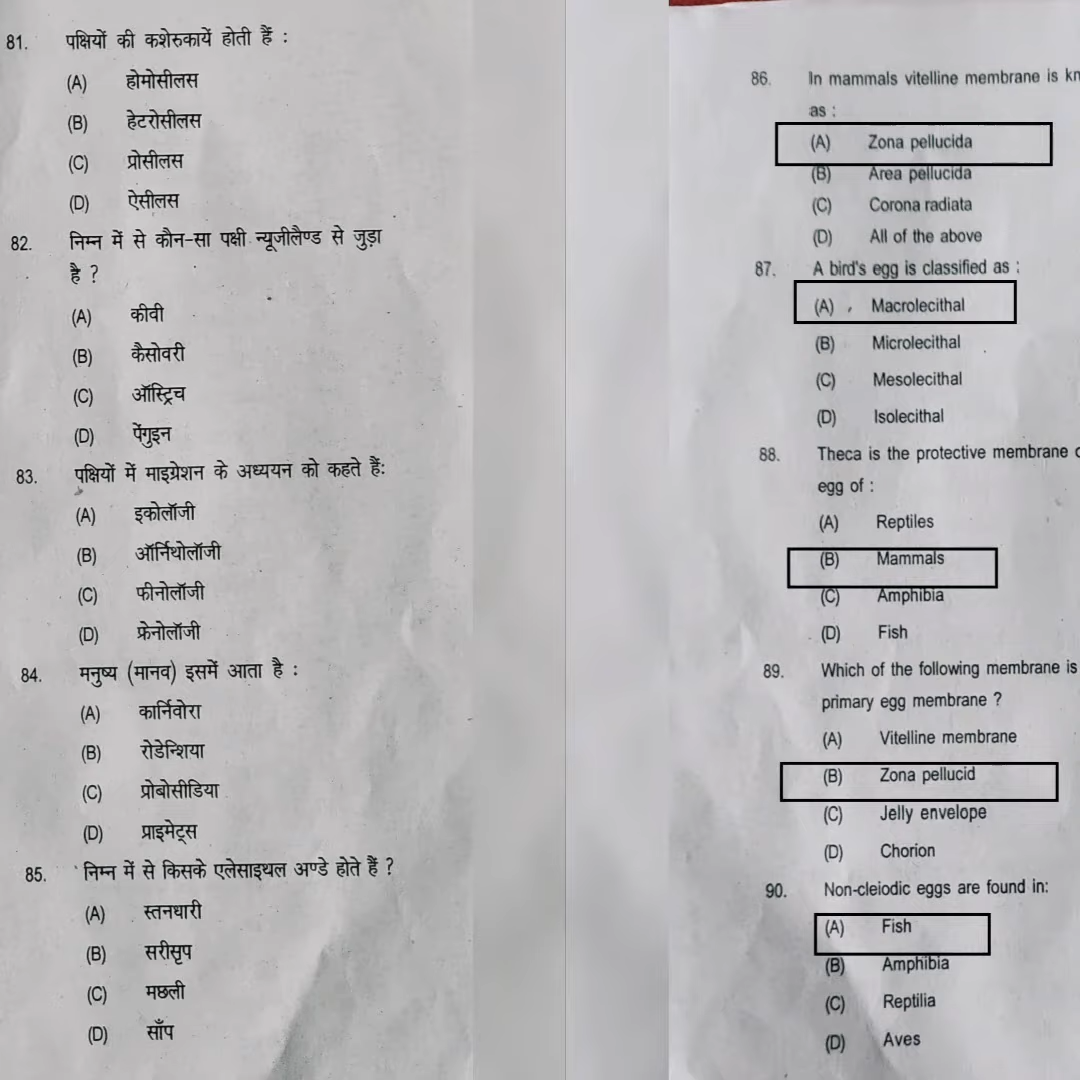 81. पक्षियों की कशेरुकायें होती हैं :
(A) होमोसीलस
(B) हेटरोसीलस
(C) प्रोसीलस
(D) ऐसीलस
82. निम्न में से कौन-सा पक्षी न्यूजीलैण्ड से जुड़ा
है ?
(A) कीवी
(B) कैसोवरी
(C) ऑस्ट्रिच
(D) पेंगुइन
83. पक्षियों में माइग्रेशन के अध्ययन को कहते हैं:
(A) इकोलॉजी
(B) ऑर्निथोलॉजी
(C) फीनोलॉजी
(D) फ्रेनोलॉजी
84. मनुष्य (मानव) इसमें आता है :
(A) कार्निवोरा
(B) रोडेन्शिया
(C) प्रोबोसीडिया
(D) प्राइमेट्स
85. निम्न में से किसके एलेसाइथल अण्डे होते हैं ?
(A) स्तनधारी
(B) सरीसृप
(C) मछली
(D) साँप
86. In mammals vitelline membrane is kn
as :
(A) Zona pellucida
(B) Area pellucida
(C) Corona radiata
(D) All of the above
87. A bird's egg is classified as :
(A) Macrolecithal
(B) Microlecithal
(C) Mesolecithal
(D) Isolecithal
88. Theca is the protective membrane
egg of :
(A) Reptiles
(B) Mammals
(C) Amphibia
(D) Fish
89. Which of the following membrane is
primary egg membrane ?
(A) Vitelline membrane
(B) Zona pellucid
(C) Jelly envelope
(D) Chorion
90. Non-cleiodic eggs are found in:
(A) Fish
(B) Amphibia
(C) Reptilia
(D) Aves